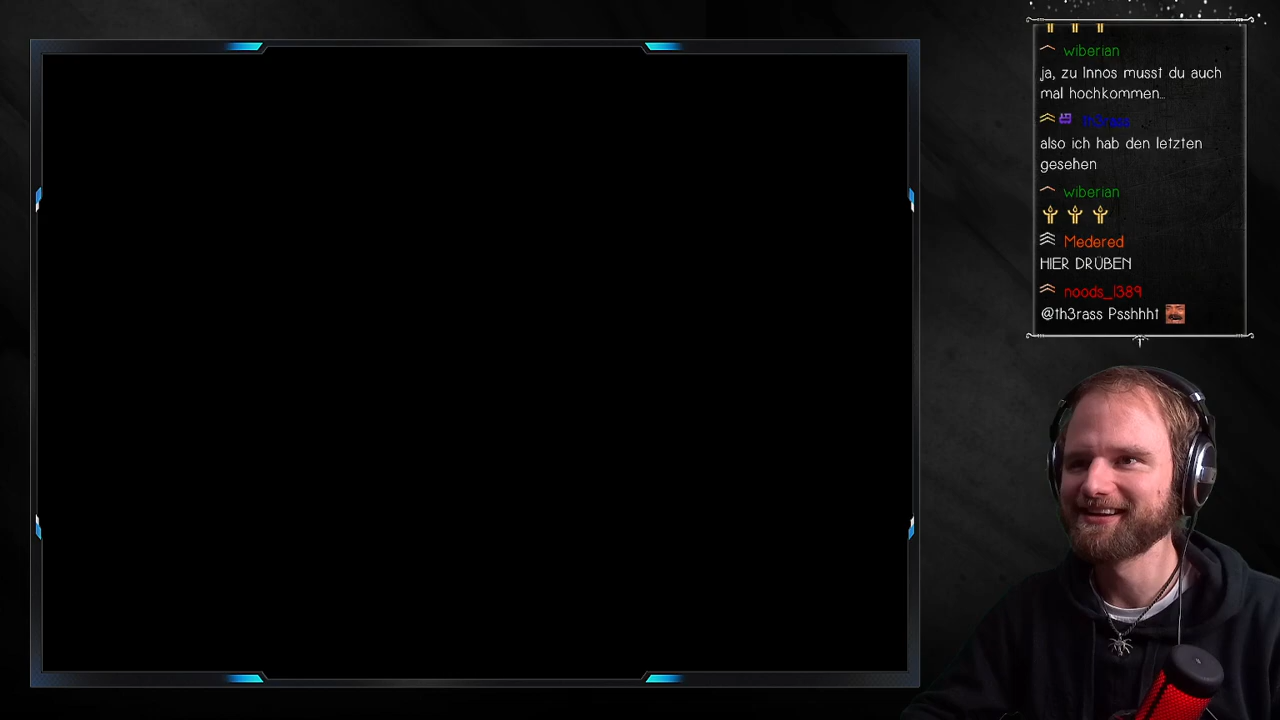 wiberian
ja, zu Innos musst du auch
mal hochkommen...
th3rass
also ich hab den letzten
gesehen
wiberian
Medered
HIER DRÜBEN
noods_1389
@th3rass Psshhht